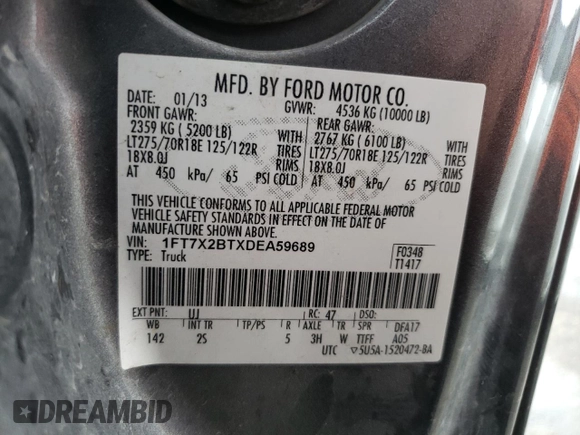 MFD. BY FORD MOTOR CO.
DATE: 01/13 GVWR: 4536 KG (10000 LB)
FRONT GAWR: REAR GAWR:
2359 KG (5200 LB) WITH 2767 KG (6100 LB) WITH
LT275/70R18E 125/122R TIRES LT275/70R18E 125/122R TIRES
18X8.0J RIMS 18X8.0J RIMS
AT 450 kPa/ 65 PSI COLD AT 450 kPa/ 65 PSI COLD
THIS VEHICLE CONFORMS TO ALL APPLICABLE FEDERAL MOTOR
VEHICLE SAFETY STANDARDS IN EFFECT ON THE DATE OF
MANUFACTURE SHOWN ABOVE.
VIN: 1FT7X2BTXDEA59689 F0348
TYPE: Truck T1417
EXT PNT: UJ RC: 47 DSO:
WB INT TR TP/PS R AXLE TR SPR DFA17
142 2S 5 3H W TTFF A05
UTC ▽5U5A-1520472-BA
DREAMBID